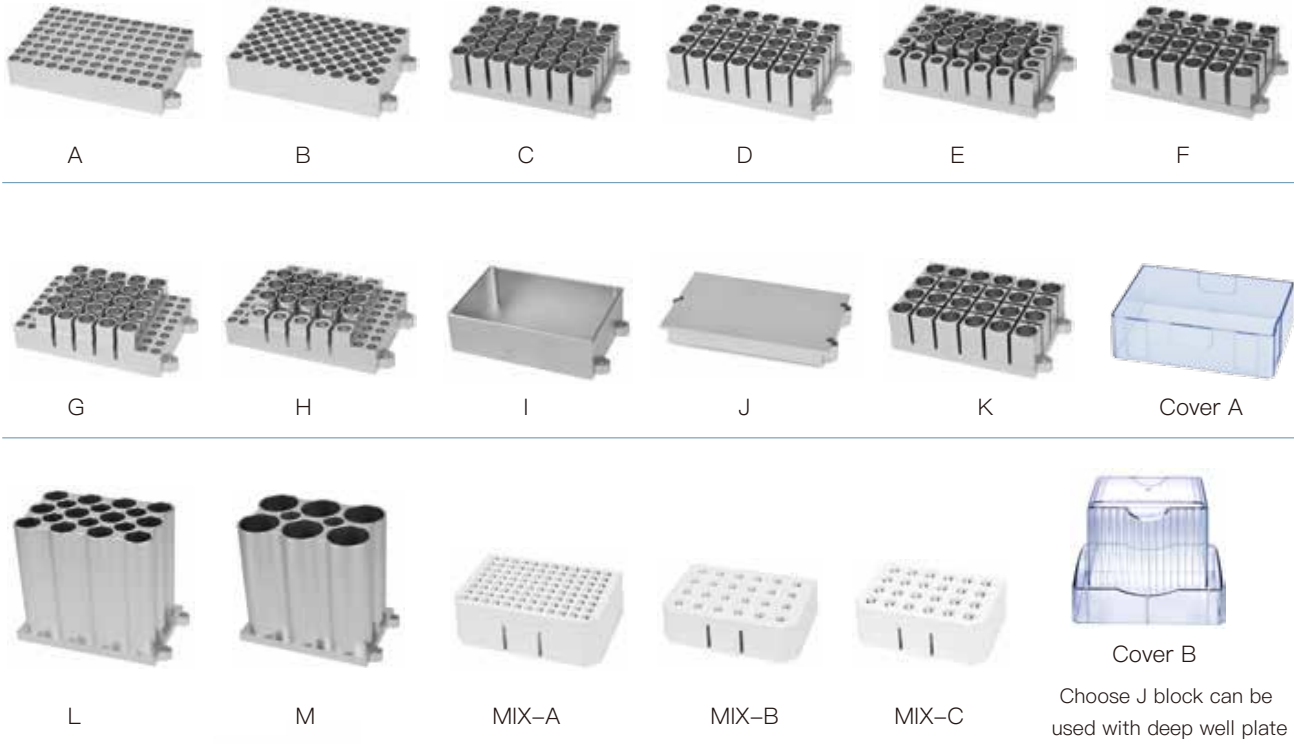 A
B
C
D
E
F
G
H
I
J
K
Cover A
L
M
MIX–A
MIX–B
MIX–C
Cover B
Choose J block can be
used with deep well plate